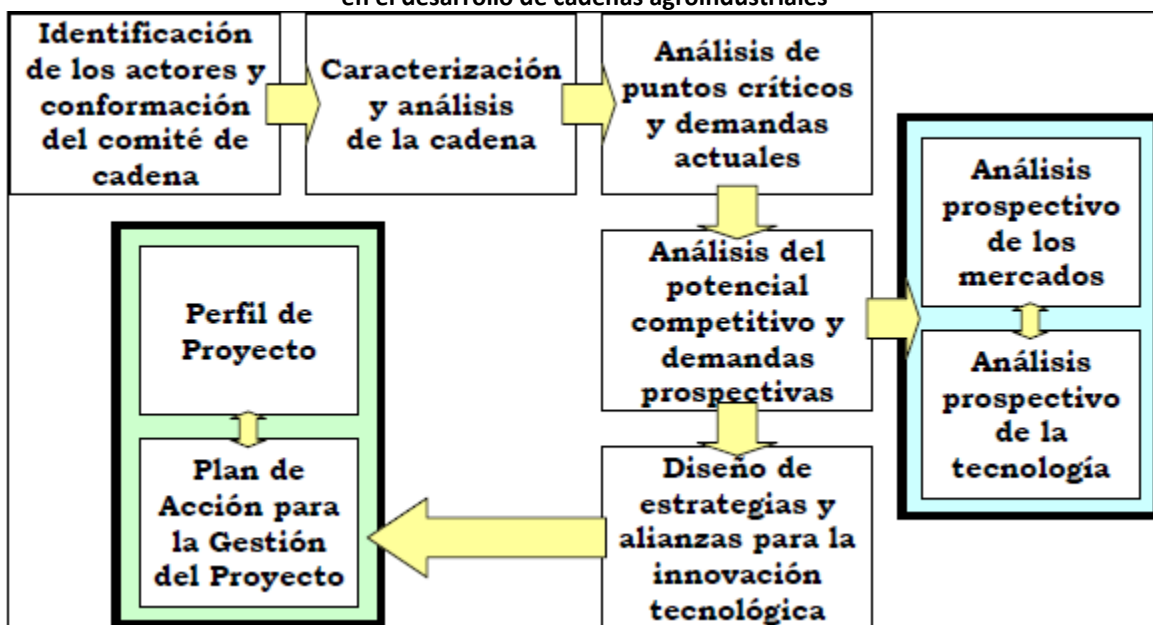 en el desarrollo de cadenas agroindustriales
Identificación
de los actores y
conformación
del comité de
cadena
Caracterización
y análisis
de la cadena
Análisis de
puntos críticos
y demandas
actuales
Análisis
prospectivo
de los
mercados
Análisis del
potencial
competitivo y
demandas
prospectivas
Análisis
prospectivo
de la
tecnología
Perfil de
Proyecto
Plan de
Acción para
la Gestión
del Proyecto
Diseño de
estrategias y
alianzas para la
innovación
tecnológica